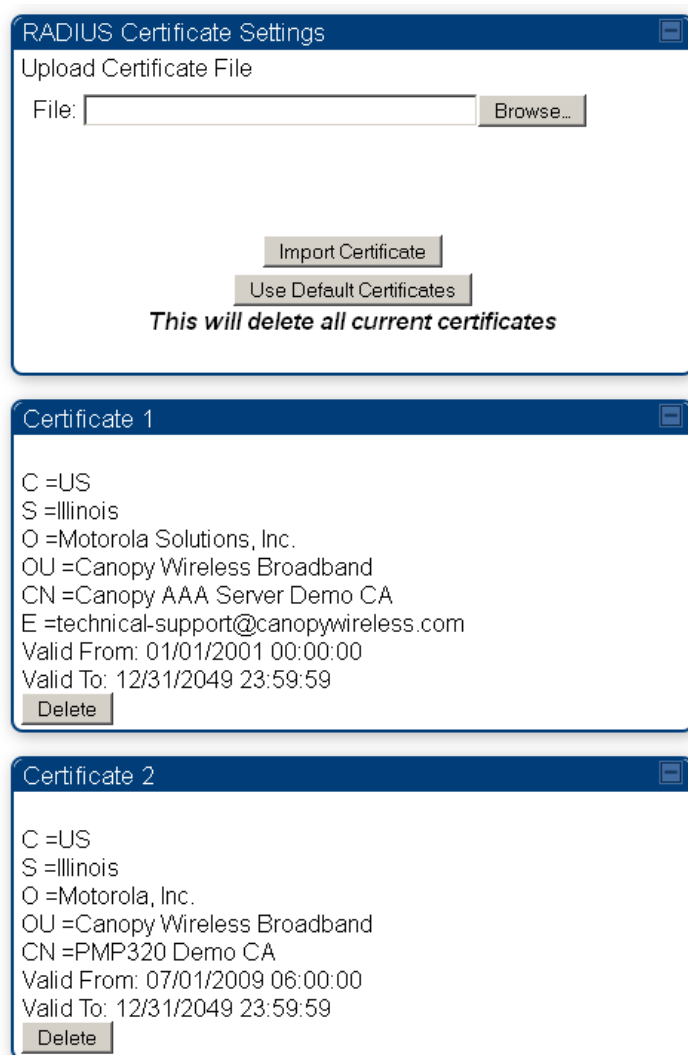 RADIUS Certificate Settings
Upload Certificate File
File: Browse...
Import Certificate
Use Default Certificates
This will delete all current certificates
Certificate 1
C =US
S =Illinois
O =Motorola Solutions, Inc.
OU =Canopy Wireless Broadband
CN =Canopy AAA Server Demo CA
E =technical-support@canopywireless.com
Valid From: 01/01/2001 00:00:00
Valid To: 12/31/2049 23:59:59
Delete
Certificate 2
C =US
S =Illinois
O =Motorola, Inc.
OU =Canopy Wireless Broadband
CN =PMP320 Demo CA
Valid From: 07/01/2009 06:00:00
Valid To: 12/31/2049 23:59:59
Delete